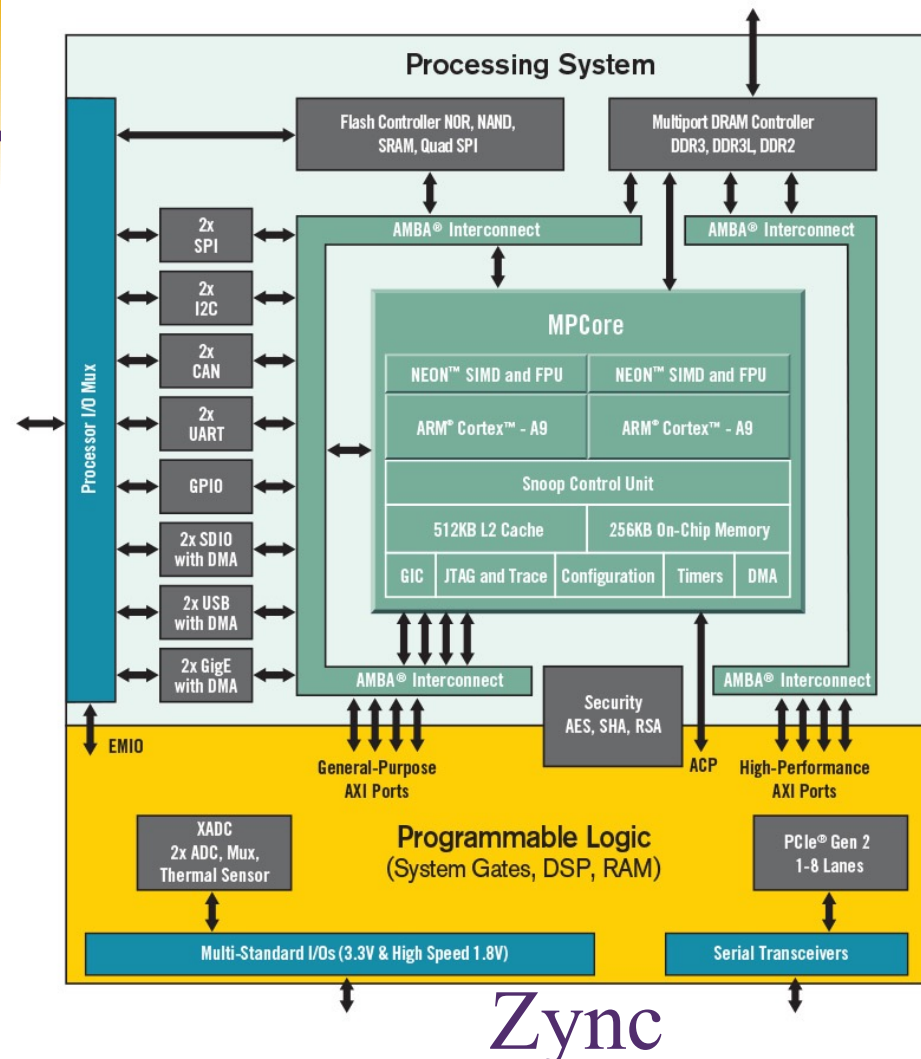 Processing System
Flash Controller NOR, NAND,
SRAM, Quad SPI
Multiport DRAM Controller
DDR3, DDR3L, DDR2
AMBA® Interconnect
AMBA® Interconnect
2x
SPI
2x
I2C
2x
CAN
2x
UART
GPIO
2x SDIO
with DMA
2x USB
with DMA
2x GigE
with DMA
Processor I/O Mux
MPCore
NEON™ SIMD and FPU
NEON™ SIMD and FPU
ARM® Cortex™ - A9
ARM® Cortex™ - A9
Snoop Control Unit
512KB L2 Cache
256KB On-Chip Memory
GIC
JTAG and Trace
Configuration
Timers
DMA
AMBA® Interconnect
AMBA® Interconnect
Security
AES, SHA, RSA
EMIO
General-Purpose
AXI Ports
ACP
High-Performance
AXI Ports
XADC
2x ADC, Mux,
Thermal Sensor
Programmable Logic
(System Gates, DSP, RAM)
PCIe® Gen 2
1-8 Lanes
Multi-Standard I/Os (3.3V & High Speed 1.8V)
Serial Transceivers
Zync